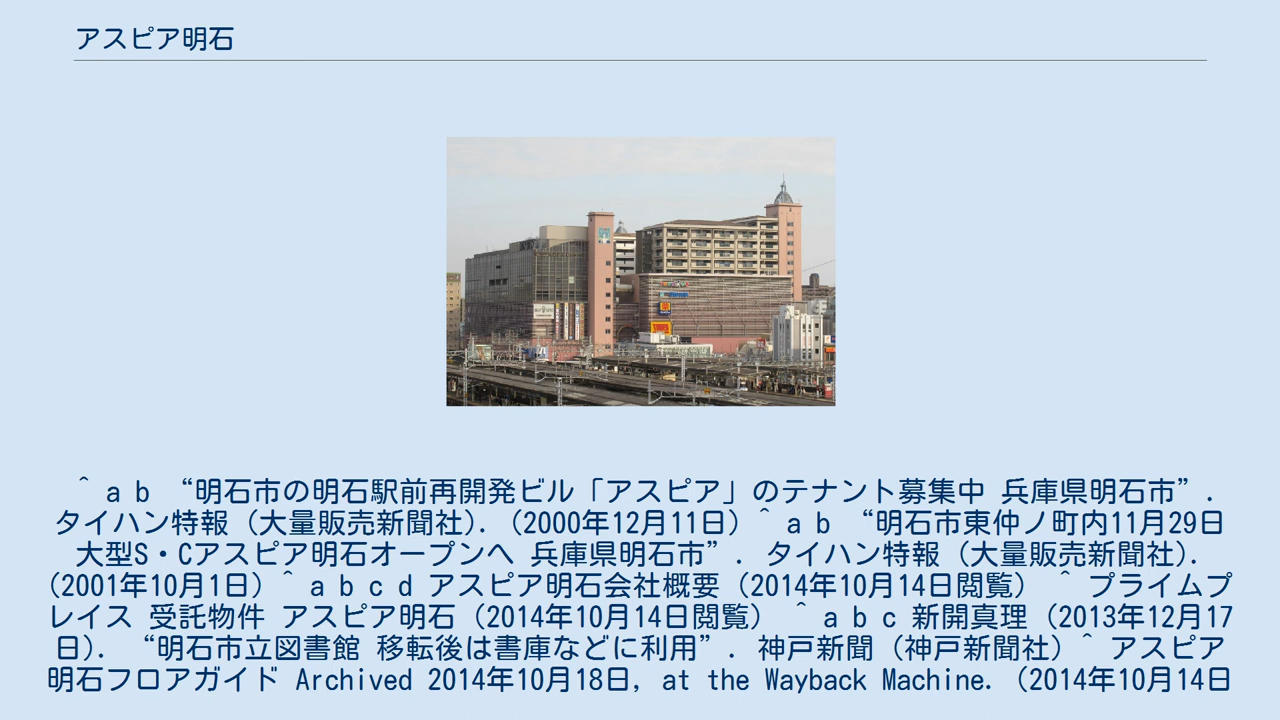 アスピア明石
^ a b “明石市の明石駅前再開発ビル「アスピア」のテナント募集中 兵庫県明石市”.
タイハン特報 (大量販売新聞社). (2000年12月11日) ^ a b “明石市東仲ノ町内11月29日
大型S・Cアスピア明石オープンへ 兵庫県明石市”. タイハン特報 (大量販売新聞社).
(2001年10月1日) ^ a b c d アスピア明石会社概要 (2014年10月14日閲覧) ^ プライムプ
レイス 受託物件 アスピア明石 (2014年10月14日閲覧) ^ a b c 新開真理 (2013年12月17
日). “明石市立図書館 移転後は書庫などに利用”. 神戸新聞 (神戸新聞社) ^ アスピア
明石フロアガイド Archived 2014年10月18日, at the Wayback Machine. (2014年10月14日